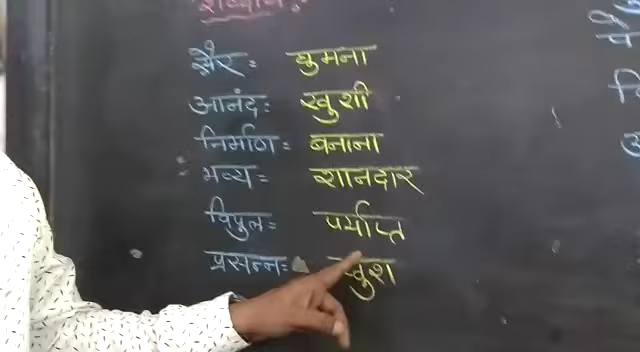 शब्दार्थ :-
सैर = घुमना
आनंद = खुशी
निर्माण = बनाना
भव्य = शानदार
विपुल = पर्याप्त
प्रसन्न = खुश